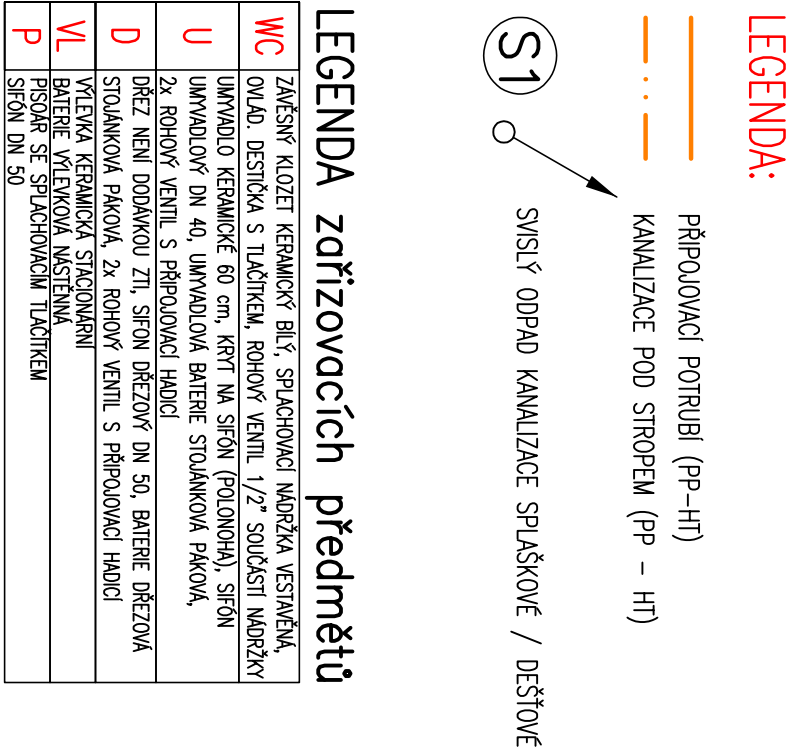 LEGENDA:
PŘIPOJOVACÍ POTRUBÍ (PP-HT)
KANALIZACE POD STROPEM (PP - HT)
S1
SVISLÝ ODPAD KANALIZACE SPLAŠKOVÉ / DEŠŤOVÉ
LEGENDA zařizovacích předmětů
WC
ZÁVĚSNÝ KLOZET KERAMICKÝ BÍLÝ, SPLACHOVACÍ NÁDRŽKA VESTAVĚNÁ,
OVLÁD. DESTIČKA S TLAČÍTKEM, ROHOVÝ VENTIL 1/2" SOUČÁSTÍ NÁDRŽKY
U
UMYVADLO KERAMICKÉ 60 cm, KRYT NA SIFÓN (POLONOHA), SIFÓN
UMYVADLOVÝ DN 40, UMYVADLOVÁ BATERIE STOJÁNKOVÁ PÁKOVÁ,
2x ROHOVÝ VENTIL S PŘIPOJOVACÍ HADICÍ
D
DŘEZ NENÍ DODÁVKOU ZTI, SIFON DŘEZOVÝ DN 50, BATERIE DŘEZOVÁ
STOJÁNKOVÁ PÁKOVÁ, 2x ROHOVÝ VENTIL S PŘIPOJOVACÍ HADICÍ
VL
VÝLEVKA KERAMICKÁ STACIONÁRNÍ
BATERIE VÝLEVKOVÁ NÁSTĚNNÁ
P
PISOÁR SE SPLACHOVACÍM TLAČÍTKEM
SIFÓN DN 50